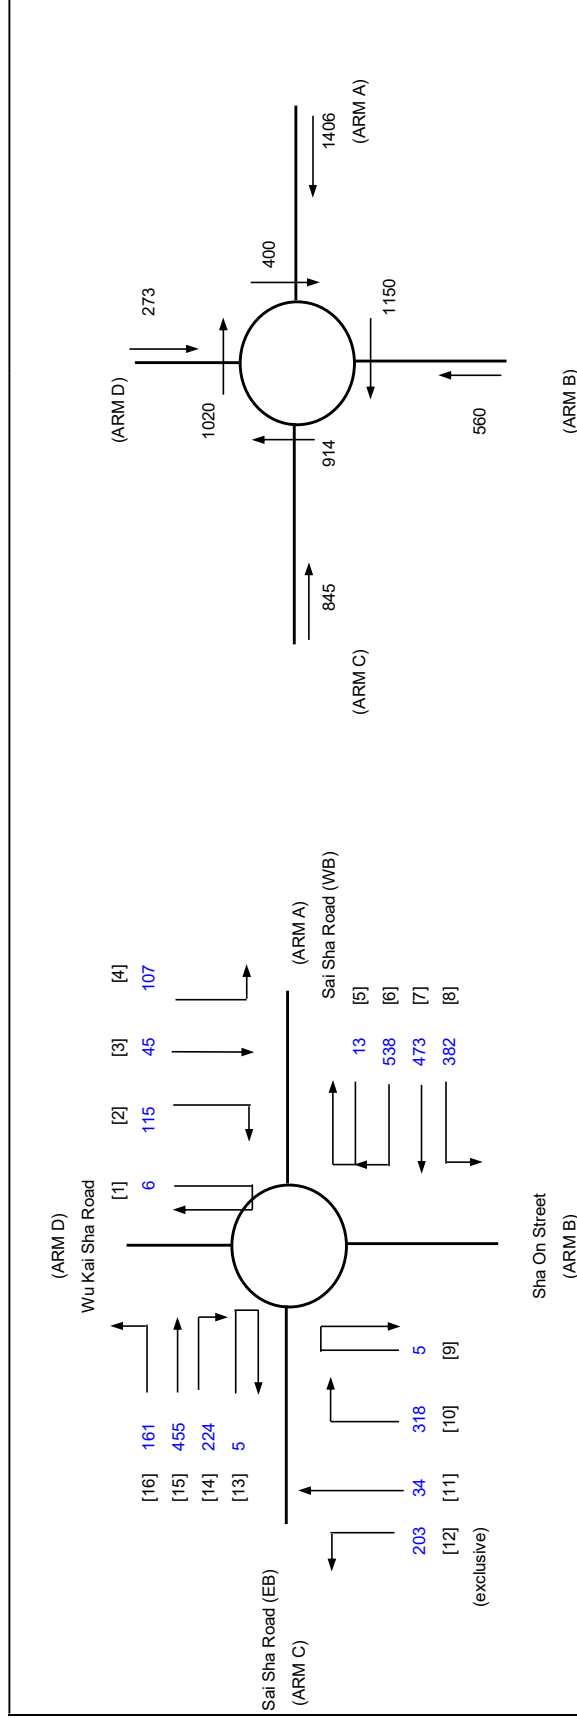 (ARM D)
Wu Kai Sha Road
[1] [2] [3] [4]
6 115 45 107
[16] 161
[15] 455
[14] 224
[13] 5
Sai Sha Road (EB)
(ARM C)
(ARM A)
Sai Sha Road (WB)
13 [5]
538 [6]
473 [7]
382 [8]
203 34 318 5
[12] [11] [10] [9]
(exclusive)
Sha On Street
(ARM B)
(ARM D)
273
1020
400
1406
(ARM A)
914
1150
845
(ARM C)
560
(ARM B)